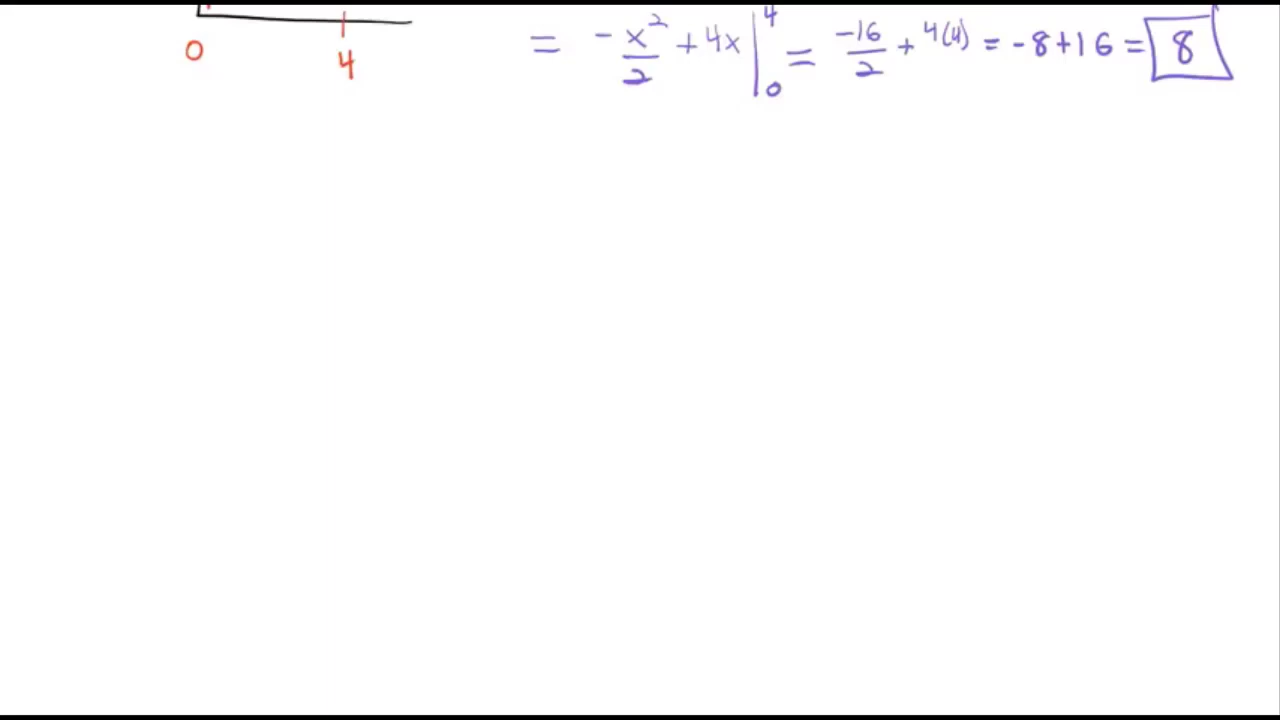 0 4
= -x²/2 + 4x |₀⁴ = -16/2 + 4(4) = -8+16 = 8